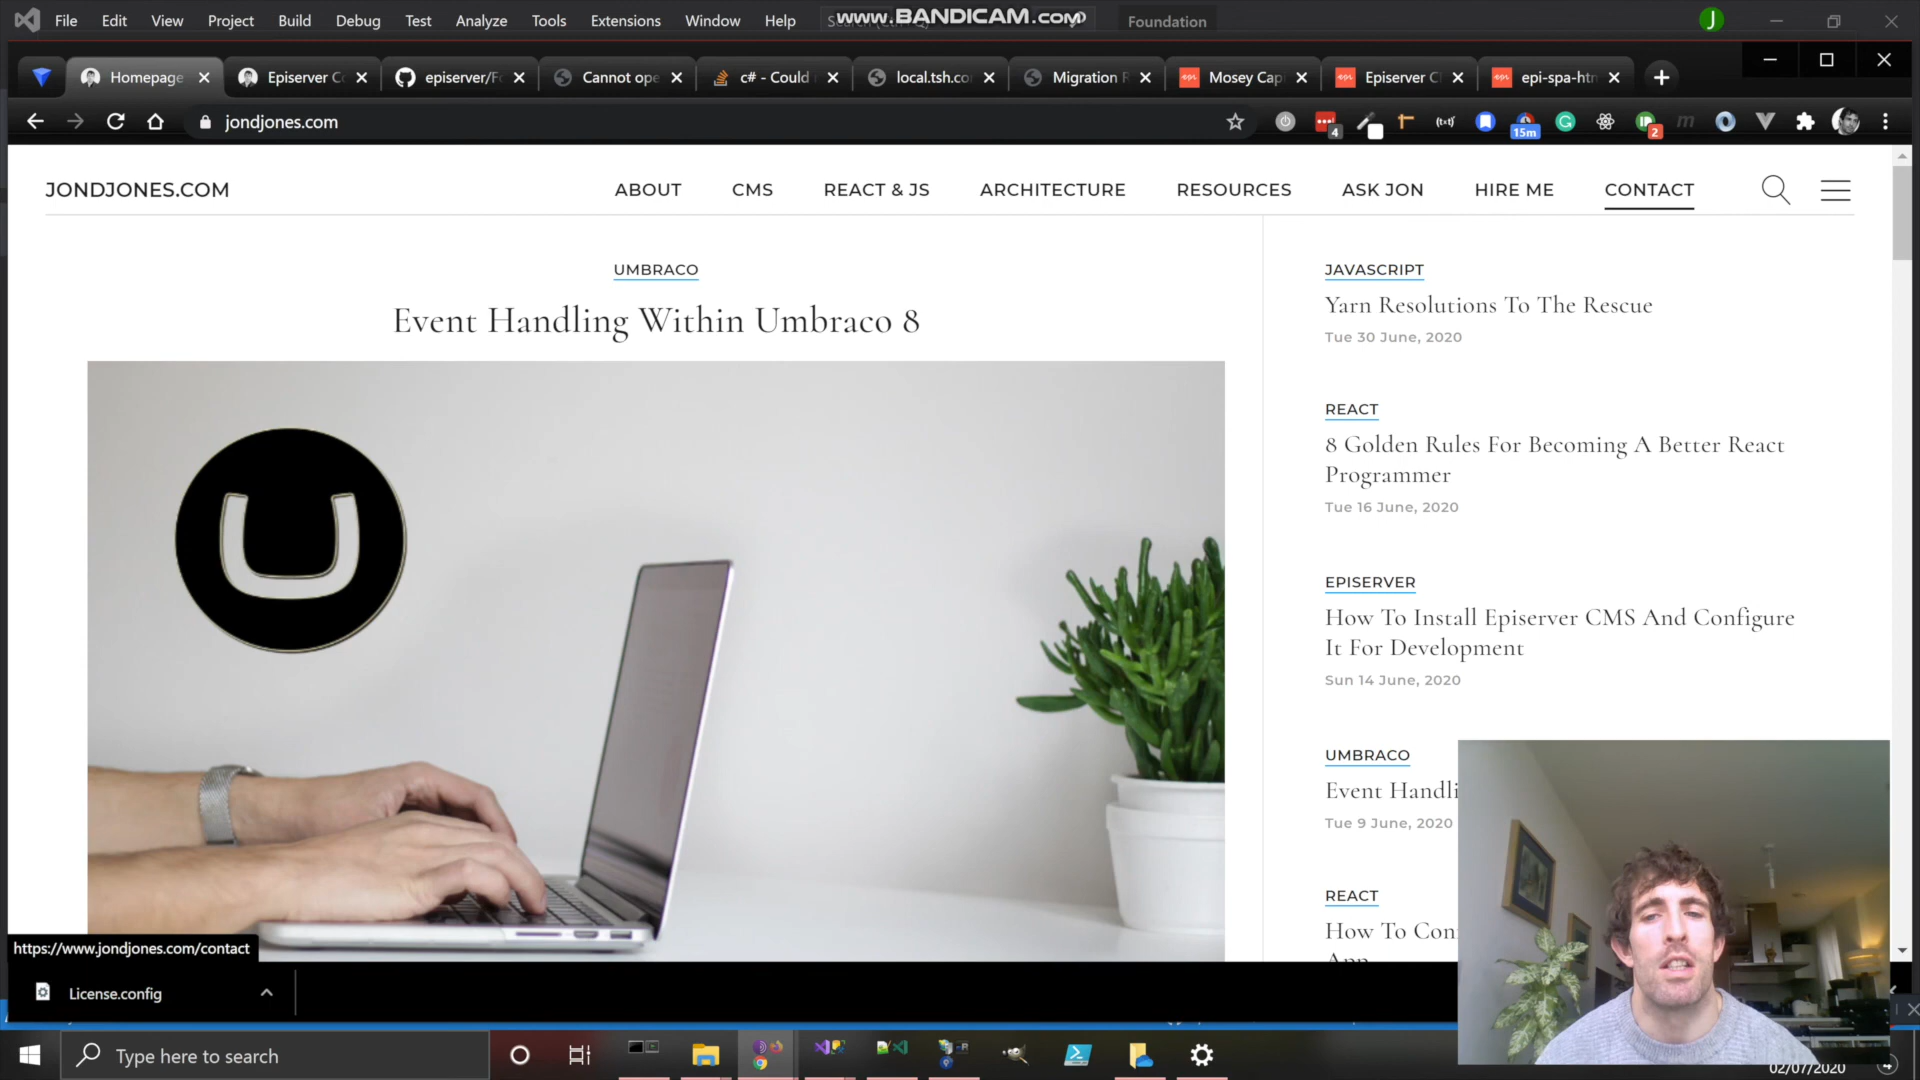 File Edit View Project Build Debug Test Analyze Tools Extensions Window Help www.BANDICAM.com Foundation J
Homepage Episerver C episerver/F Cannot ope c# - Could local.tsh.co Migration R Mosey Cap Episerver C epi-spa-htm
jondjones.com 4 15m 2
JONDJONES.COM ABOUT CMS REACT & JS ARCHITECTURE RESOURCES ASK JON HIRE ME CONTACT
UMBRACO
Event Handling Within Umbraco 8
JAVASCRIPT
Yarn Resolutions To The Rescue
Tue 30 June, 2020
REACT
8 Golden Rules For Becoming A Better React
Programmer
Tue 16 June, 2020
EPISERVER
How To Install Episerver CMS And Configure
It For Development
Sun 14 June, 2020
UMBRACO
Event Handli
Tue 9 June, 2020
REACT
How To Con
App
https://www.jondjones.com/contact
License.config
Type here to search
02/07/2020